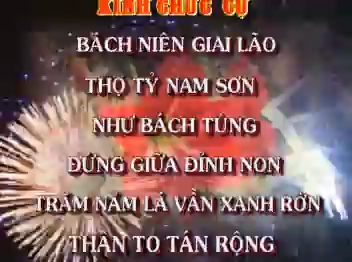 KÍNH CHÚC CỤ
BÁCH NIÊN GIAI LÃO
THỌ TỶ NAM SƠN
NHƯ BÁCH TÙNG
ĐỨNG GIỮA ĐỈNH NON
TRĂM NĂM LÁ VẪN XANH RỜN
THÂN TO TÁN RỘNG